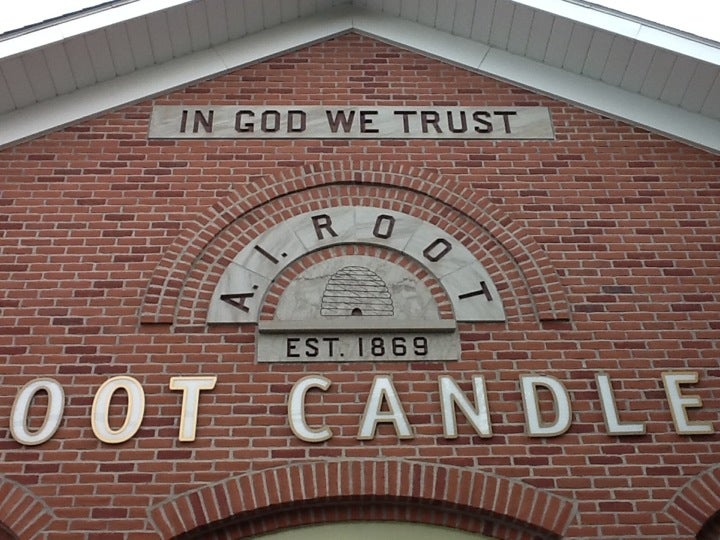 IN GOD WE TRUST
A.I. ROOT
EST. 1869
OOT CANDLE